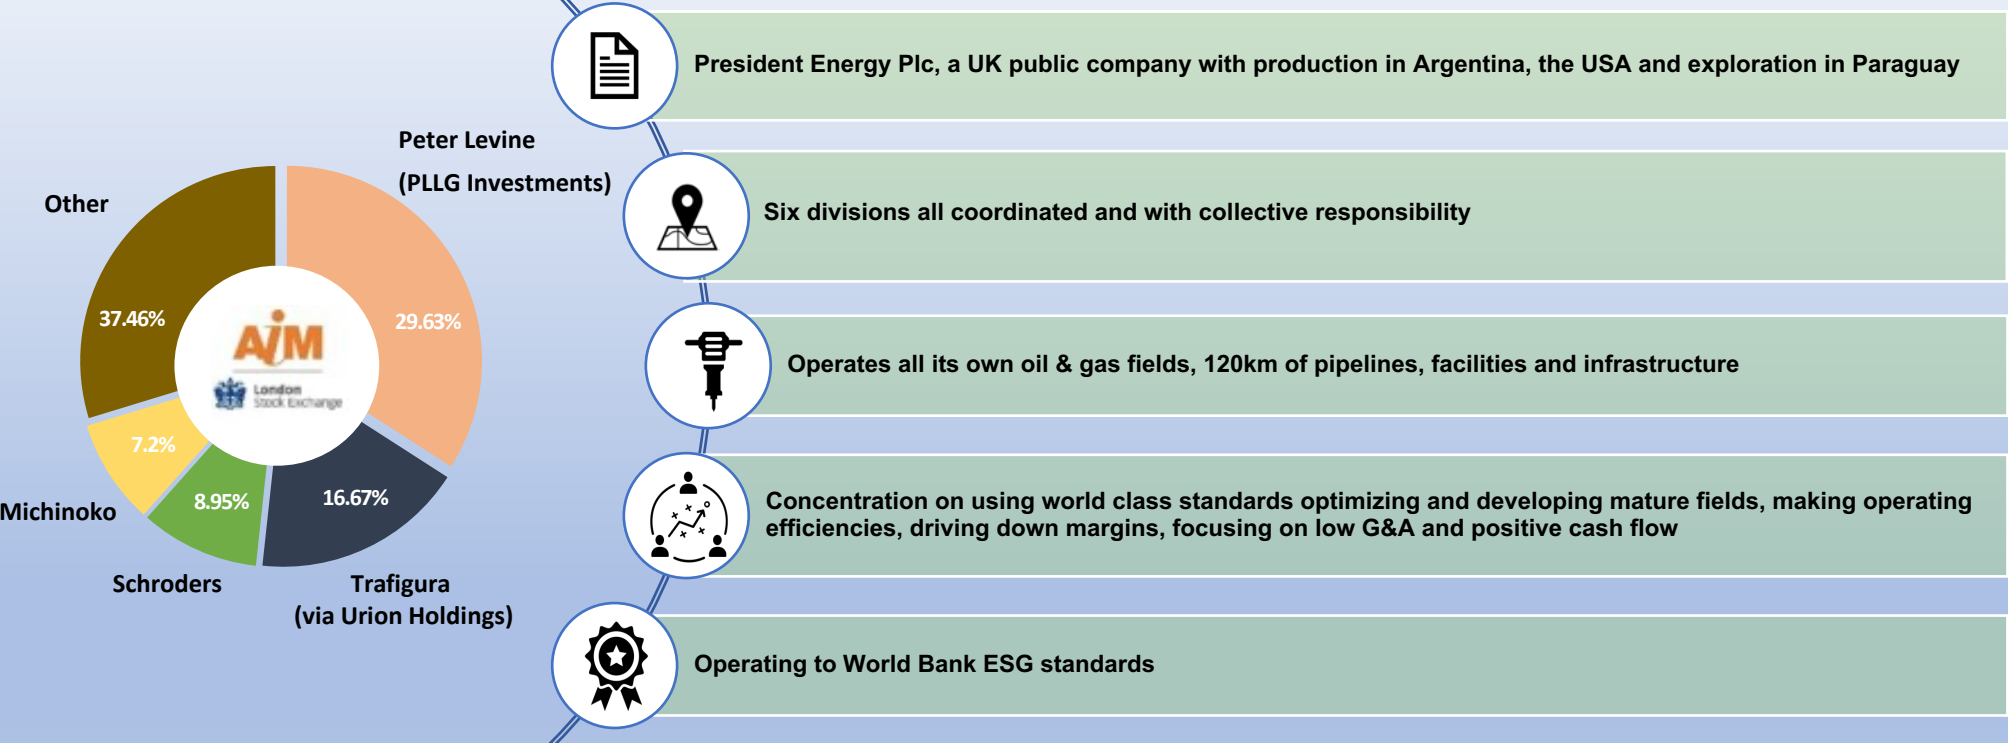 Peter Levine
(PLLG Investments)
Other
37.46%
29.63%
AiM
London
Stock Exchange
7.2%
8.95%
16.67%
Michinoko
Schroders
Trafigura
(via Urion Holdings)
President Energy Plc, a UK public company with production in Argentina, the USA and exploration in Paraguay
Six divisions all coordinated and with collective responsibility
Operates all its own oil & gas fields, 120km of pipelines, facilities and infrastructure
Concentration on using world class standards optimizing and developing mature fields, making operating
efficiencies, driving down margins, focusing on low G&A and positive cash flow
Operating to World Bank ESG standards